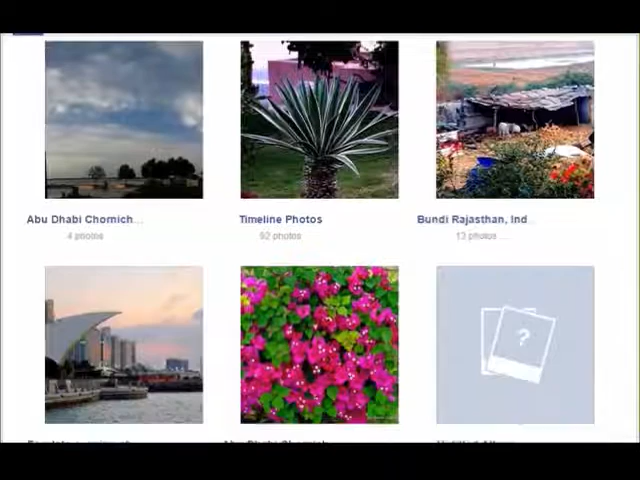 Abu Dhabi Chornich...
Timeline Photos
Bundi Rajasthan, Ind...
4 photos
92 photos
13 photos ...
?